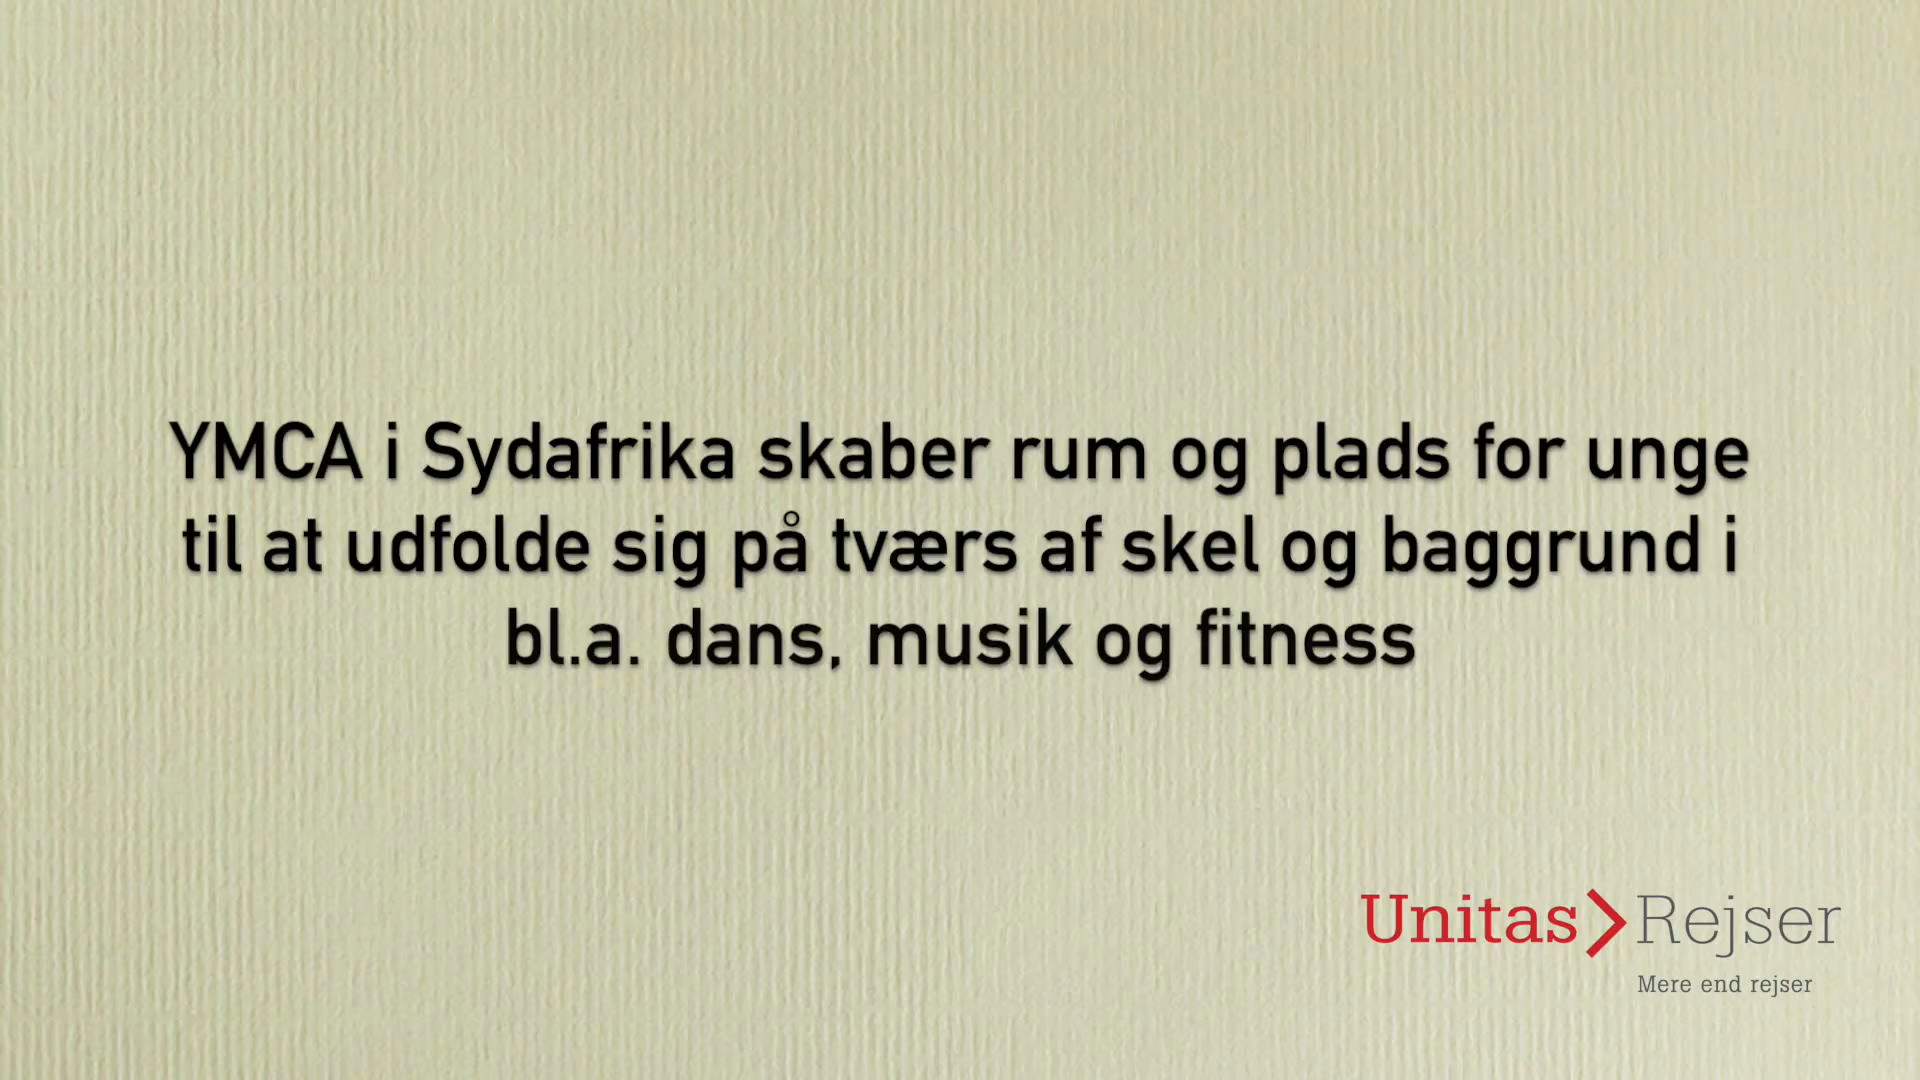 YMCA i Sydafrika skaber rum og plads for unge
til at udfolde sig på tværs af skel og baggrund i
bl.a. dans, musik og fitness
Unitas Rejser
Mere end rejser